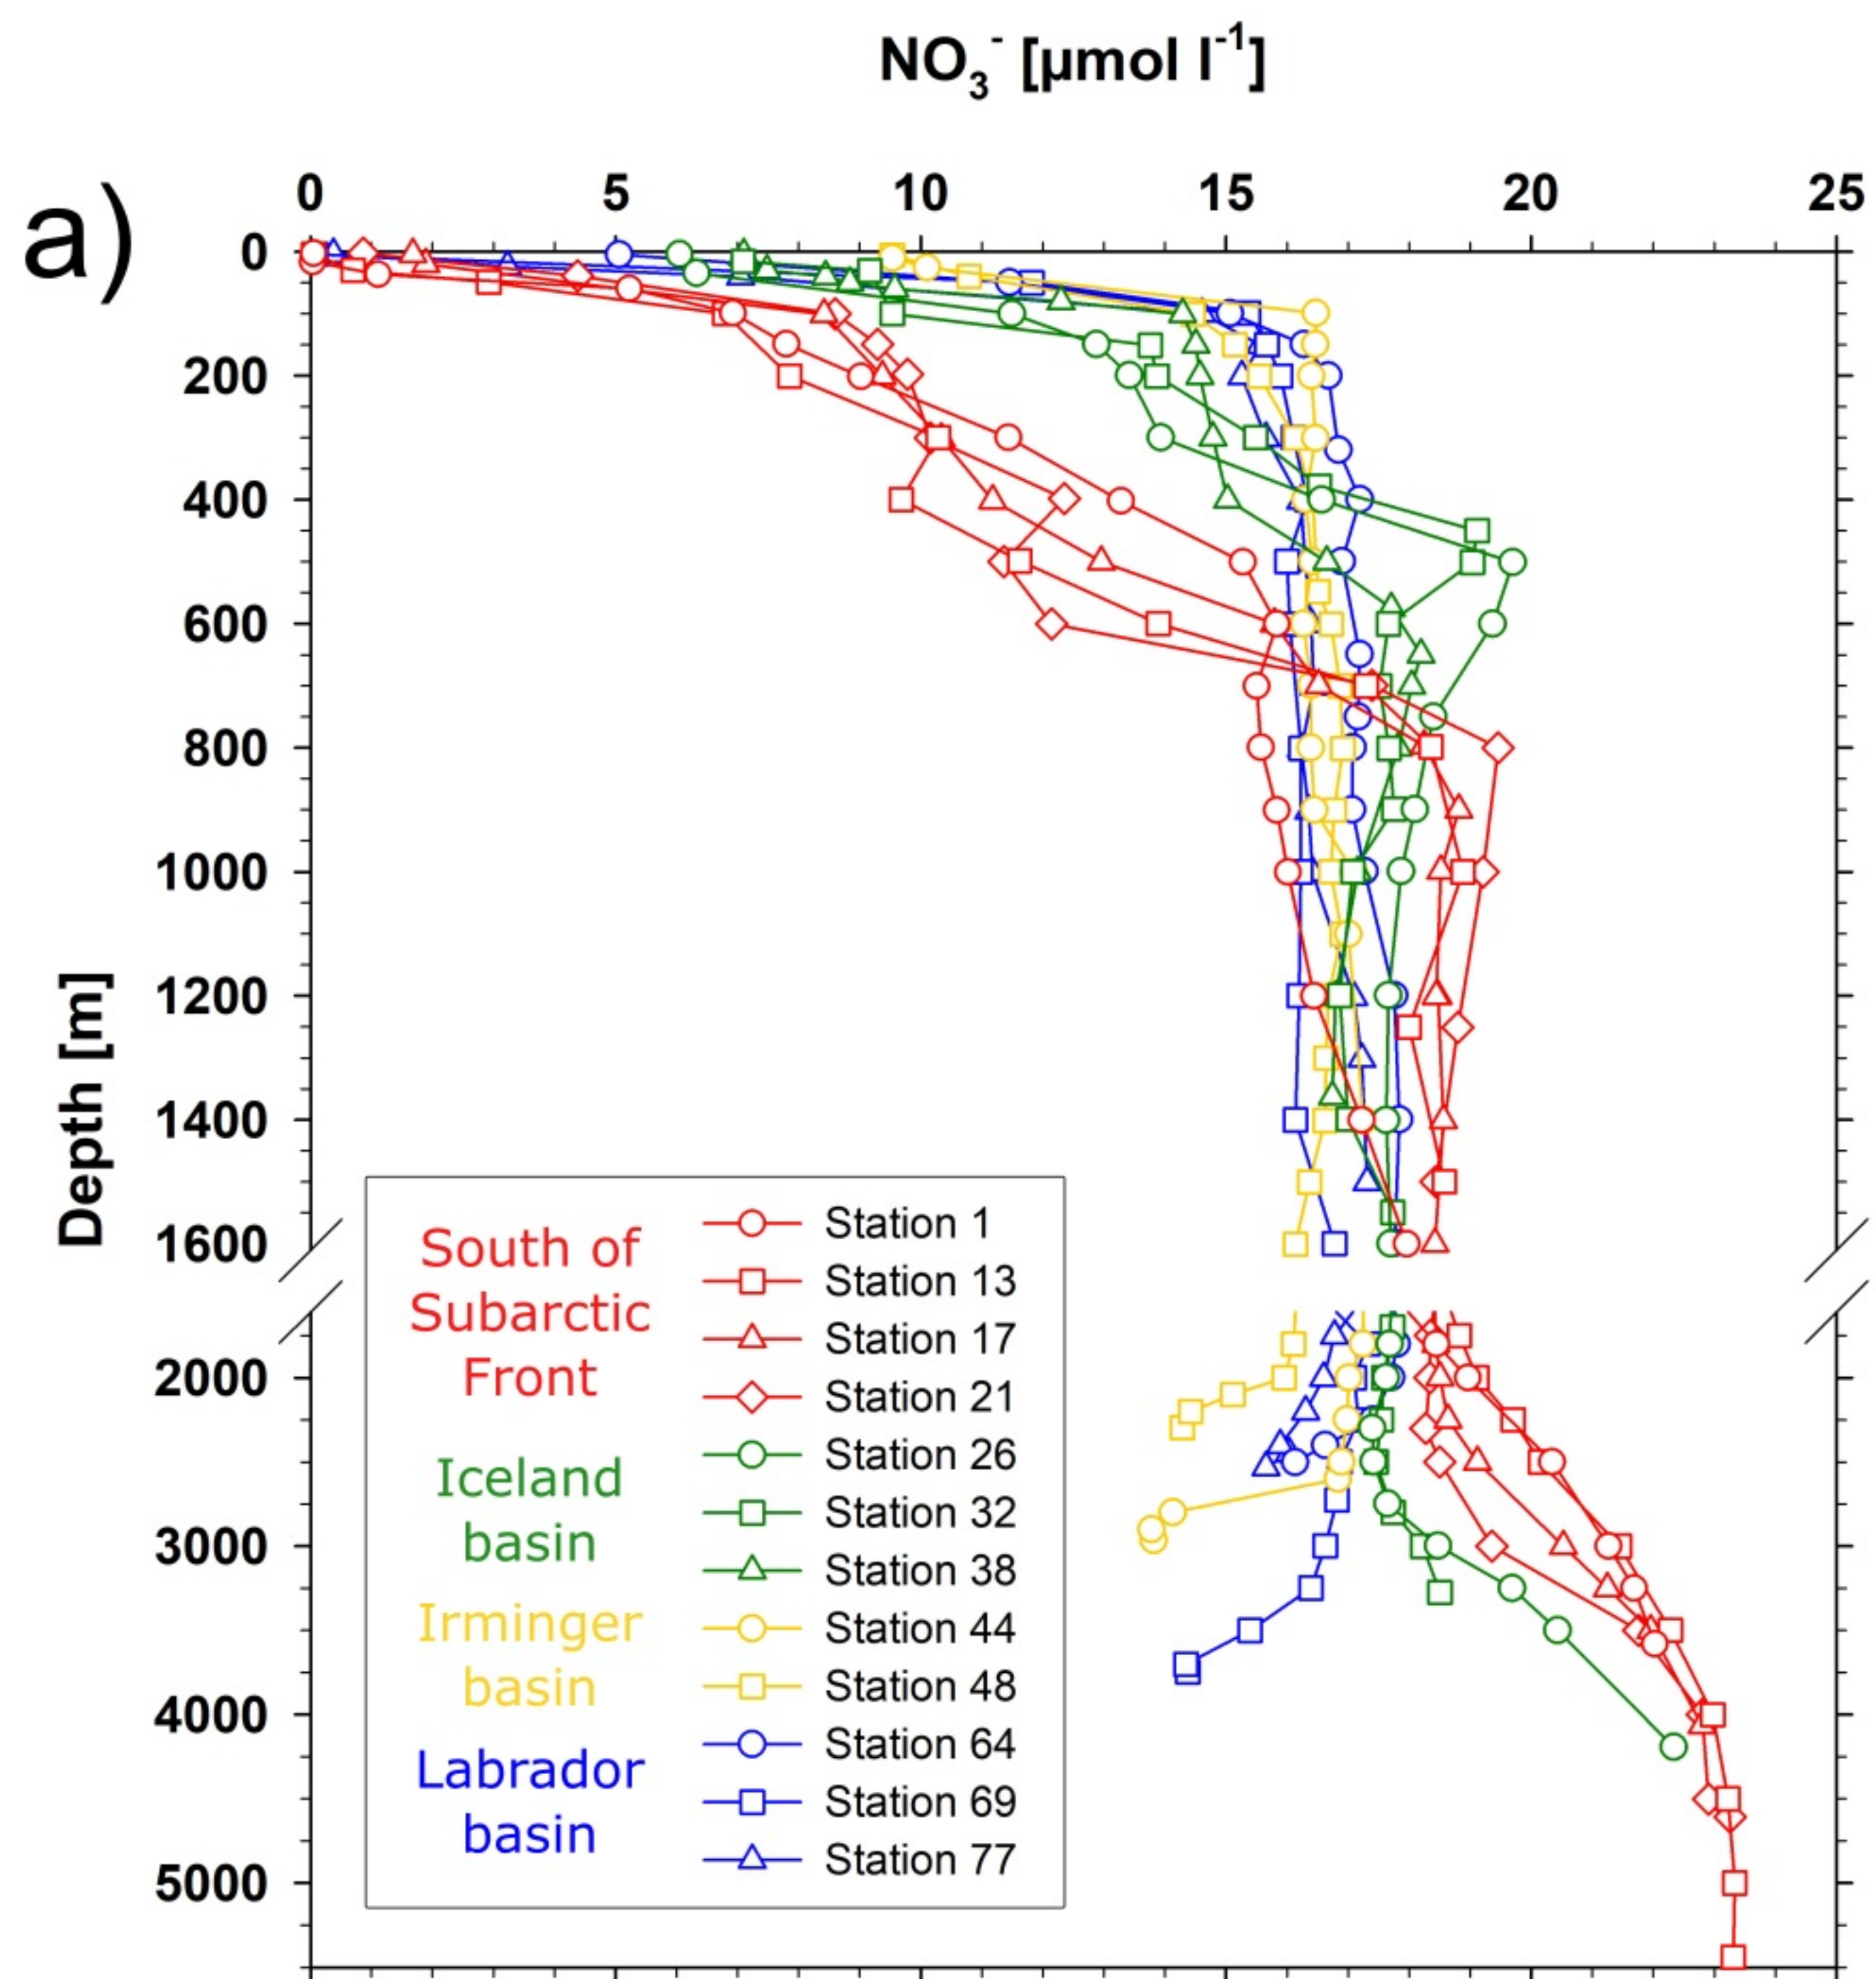 NO₃⁻ [µmol l⁻¹]
a)
0 5 10 15 20 25
Depth [m]
0
200
400
600
800
1000
1200
1400
1600
2000
3000
4000
5000
South of
Subarctic
Front
Iceland
basin
Irminger
basin
Labrador
basin
Station 1
Station 13
Station 17
Station 21
Station 26
Station 32
Station 38
Station 44
Station 48
Station 64
Station 69
Station 77